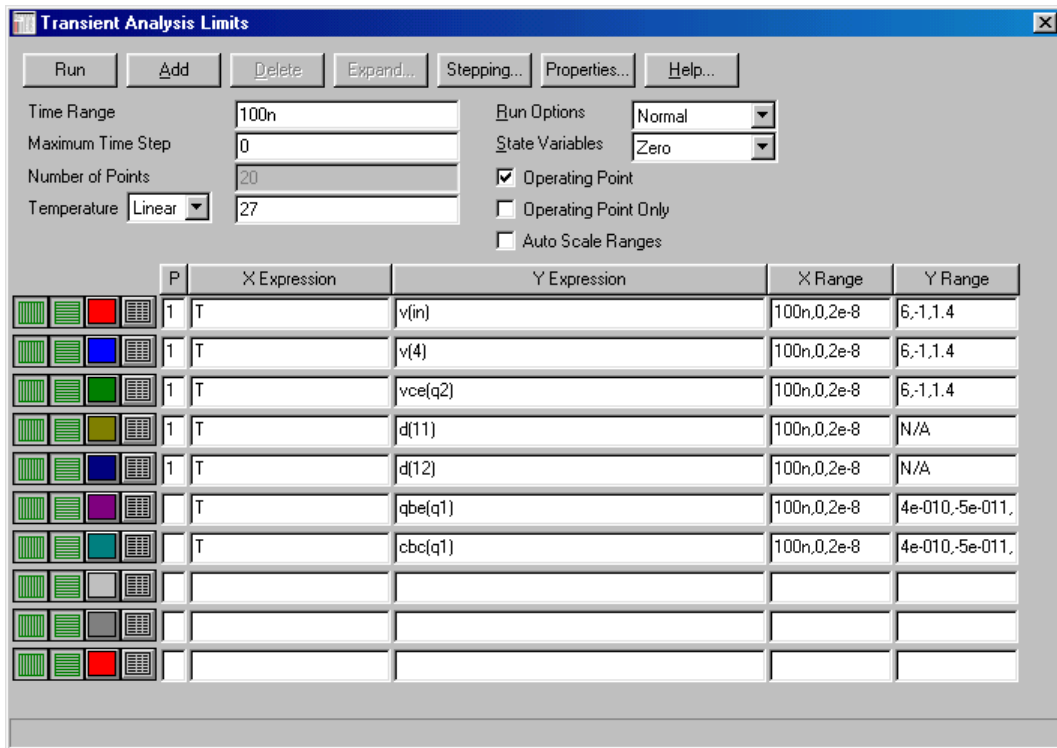 Transient Analysis Limits
Run Add Delete Expand... Stepping... Properties... Help...
Time Range 100n Run Options Normal
Maximum Time Step 0 State Variables Zero
Number of Points 20 Operating Point
Temperature Linear 27 Operating Point Only
Auto Scale Ranges
P X Expression Y Expression X Range Y Range
1 T v(in) 100n,0,2e-8 6,-1,1.4
1 T v(4) 100n,0,2e-8 6,-1,1.4
1 T vce(q2) 100n,0,2e-8 6,-1,1.4
1 T d(11) 100n,0,2e-8 N/A
1 T d(12) 100n,0,2e-8 N/A
T qbe(q1) 100n,0,2e-8 4e-010,-5e-011,
T cbc(q1) 100n,0,2e-8 4e-010,-5e-011,